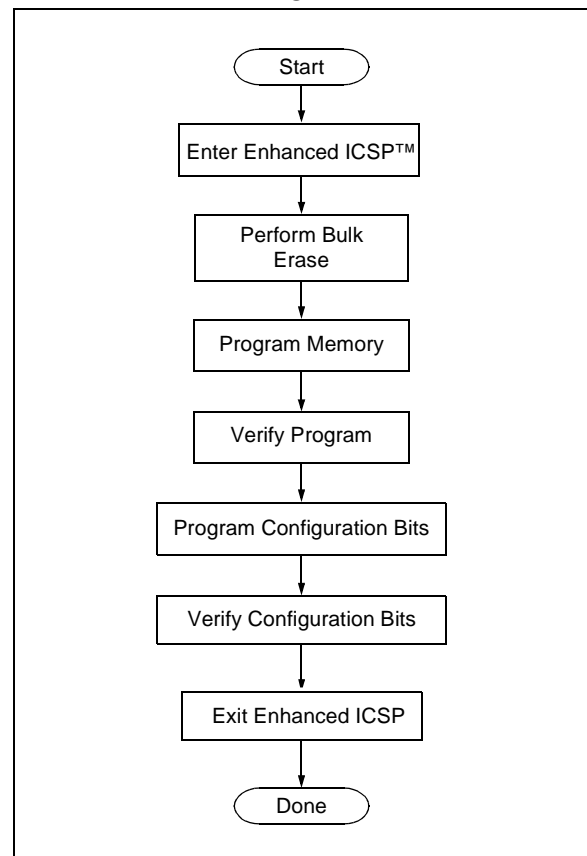 Start
Enter Enhanced ICSP™
Perform Bulk
Erase
Program Memory
Verify Program
Program Configuration Bits
Verify Configuration Bits
Exit Enhanced ICSP
Done